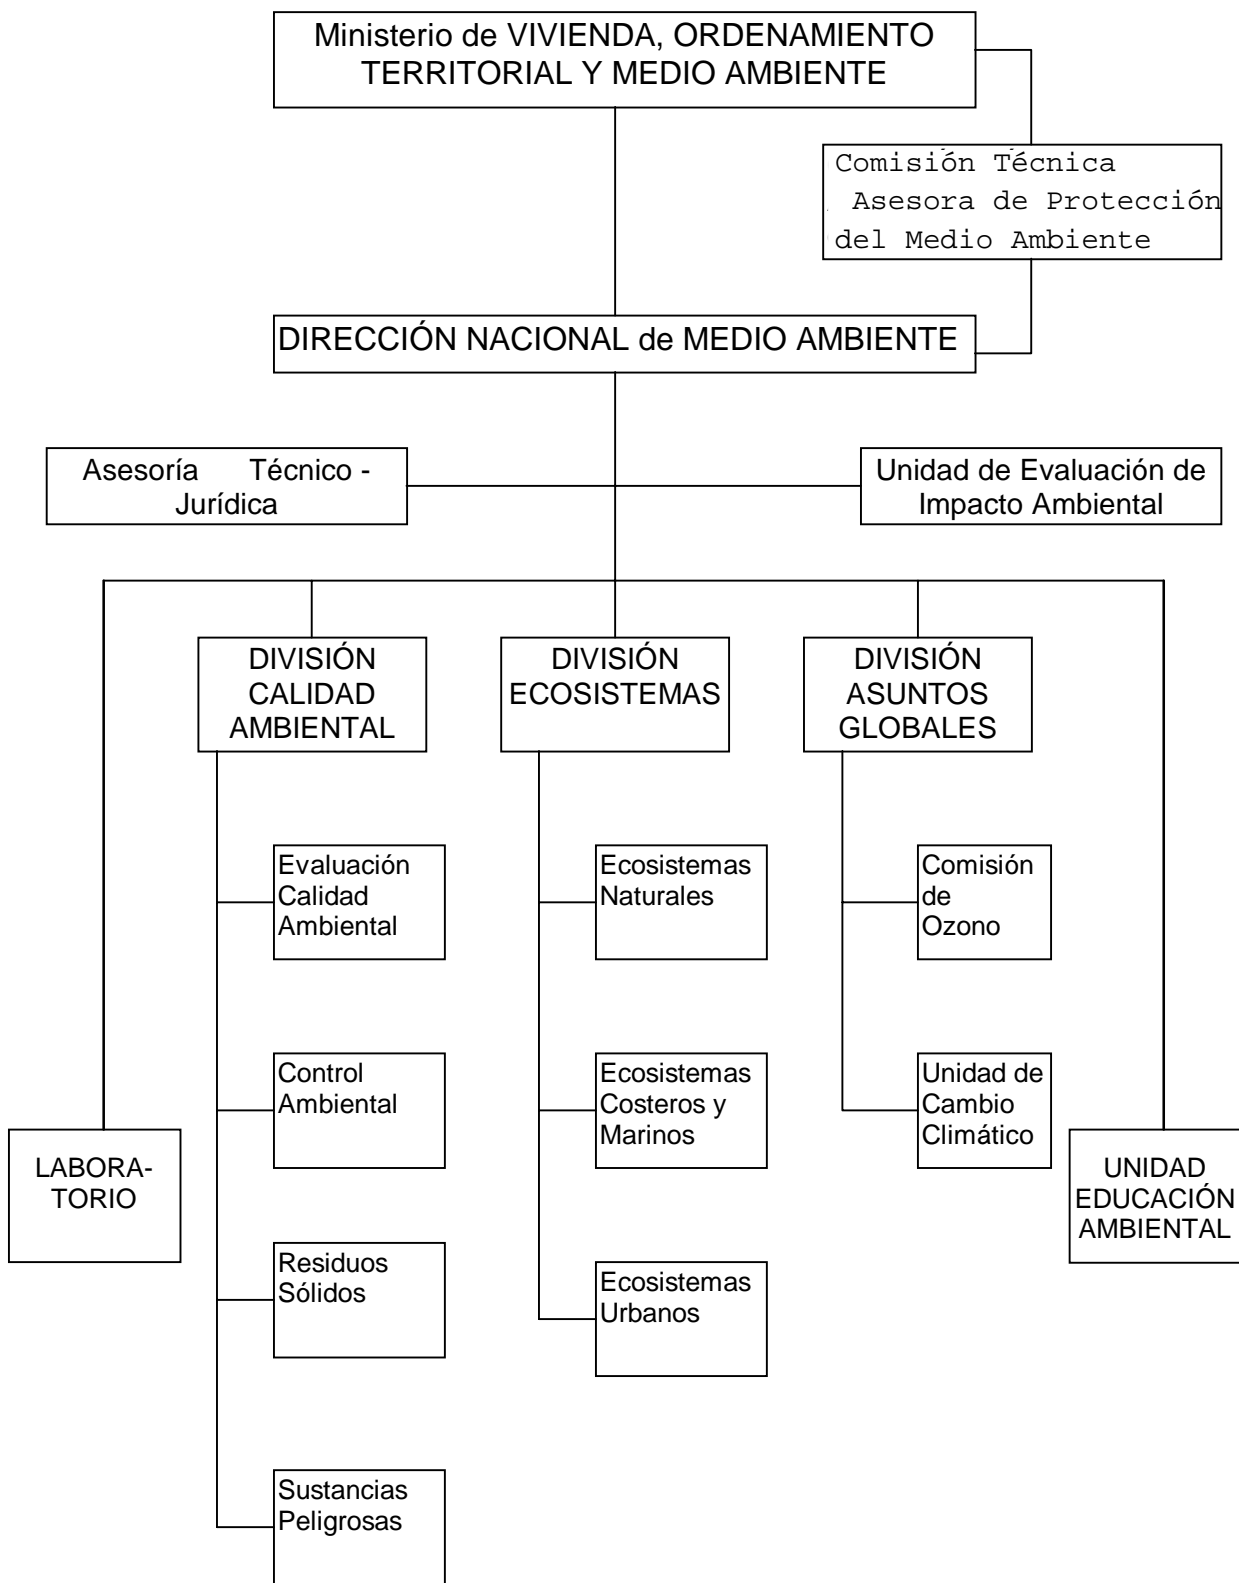 Ministerio de VIVIENDA, ORDENAMIENTO
TERRITORIAL Y MEDIO AMBIENTE
Comisión Técnica
Asesora de Protección
del Medio Ambiente
DIRECCIÓN NACIONAL de MEDIO AMBIENTE
Asesoría Técnico -
Jurídica
Unidad de Evaluación de
Impacto Ambiental
DIVISIÓN
CALIDAD
AMBIENTAL
DIVISIÓN
ECOSISTEMAS
DIVISIÓN
ASUNTOS
GLOBALES
Evaluación
Calidad
Ambiental
Ecosistemas
Naturales
Comisión
de
Ozono
Control
Ambiental
Ecosistemas
Costeros y
Marinos
Unidad de
Cambio
Climático
LABORA-
TORIO
UNIDAD
EDUCACIÓN
AMBIENTAL
Residuos
Sólidos
Ecosistemas
Urbanos
Sustancias
Peligrosas